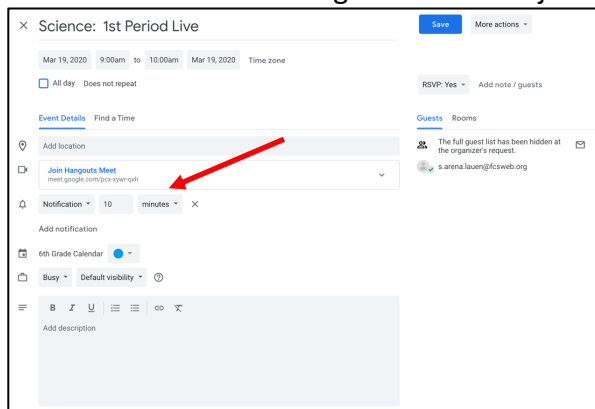 Science: 1st Period Live
Save
More actions
Mar 19, 2020 9:00am to 10:00am Mar 19, 2020 Time zone
All day Does not repeat
RSVP: Yes Add note / guests
Event Details Find a Time
Guests Rooms
Add location
The full guest list has been hidden at
the organizer's request.
Join Hangouts Meet
meet.google.com/pcx-xywr-qxh
s.arena.lauen@fcsweb.org
Notification 10 minutes
Add notification
6th Grade Calendar
Busy Default visibility
B I U
Add description